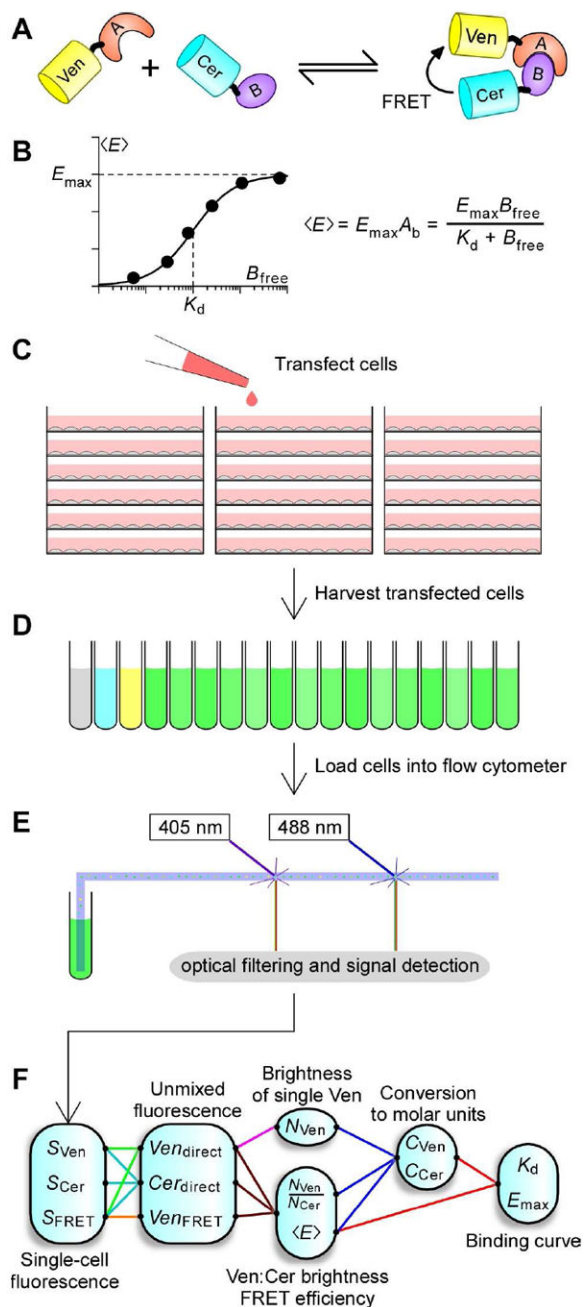 A
Ven
A
+
Cer
B
FRET
Ven
A
B
Cer
B
⟨E⟩
Emax
Bfree
Kd
⟨E⟩ = EmaxAb = EmaxBfree / Kd + Bfree
C
Transfect cells
Harvest transfected cells
D
Load cells into flow cytometer
E
405 nm
488 nm
optical filtering and signal detection
F
Unmixed
fluorescence
Brightness
of single Ven
Conversion
to molar units
SVen
SCer
SFRET
Single-cell
fluorescence
Vendirect
Cerdirect
VenFRET
NVen
NVen
NCer
⟨E⟩
Ven:Cer brightness
FRET efficiency
CVen
CCer
Kd
Emax
Binding curve